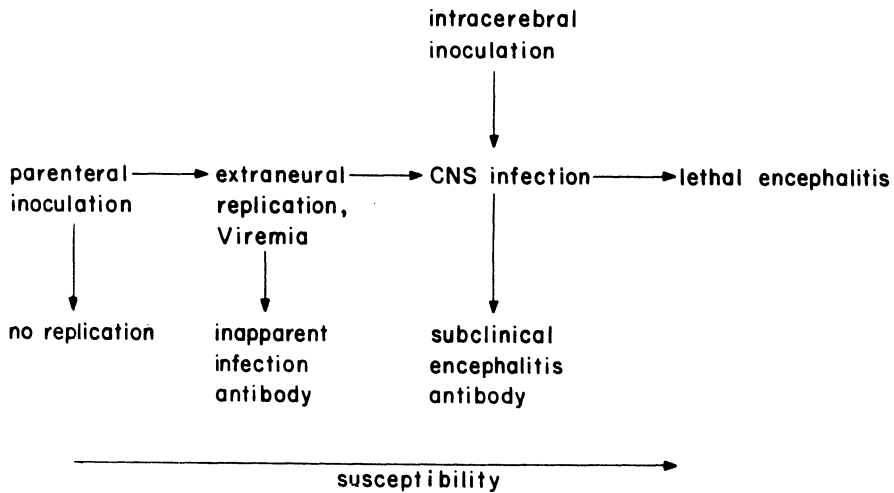 intracerebral
inoculation
parenteral
inoculation
extraneural
replication,
Viremia
CNS infection
lethal encephalitis
no replication
inapparent
infection
antibody
subclinical
encephalitis
antibody
susceptibility